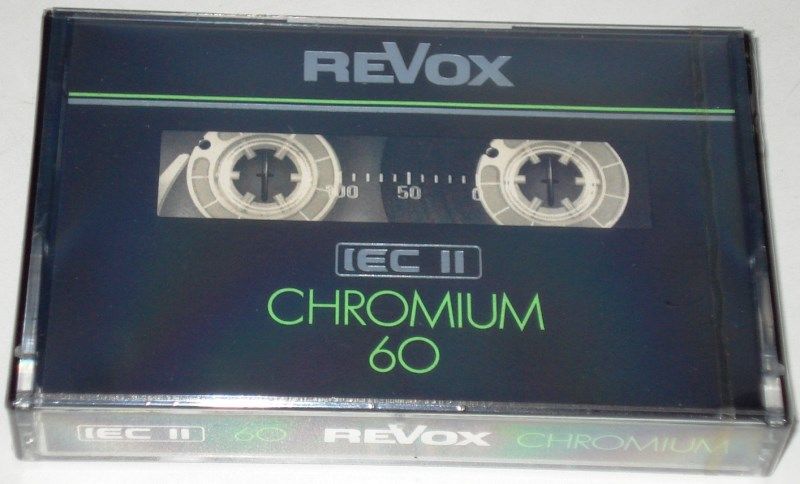 REVOX
100 50 0
IEC II
CHROMIUM
60
IEC II 60 REVOX CHROMIUM